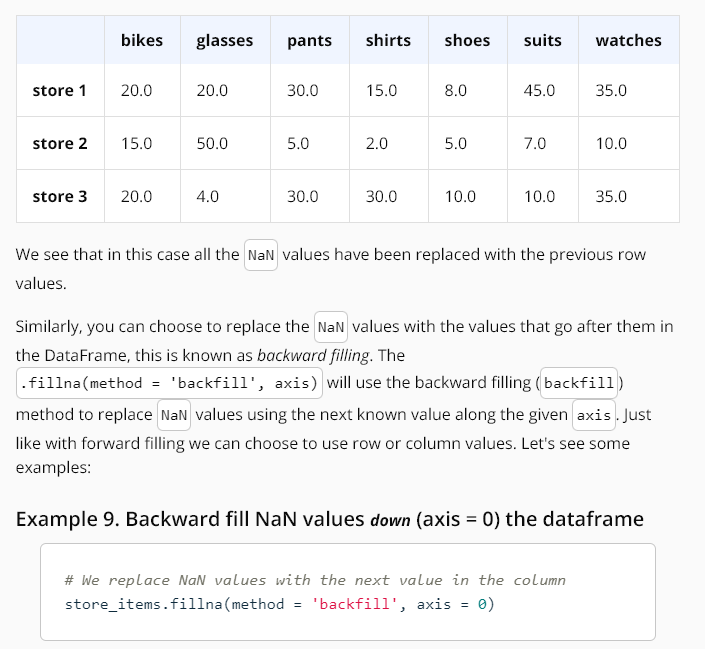 bikes glasses pants shirts shoes suits watches
store 1 20.0 20.0 30.0 15.0 8.0 45.0 35.0
store 2 15.0 50.0 5.0 2.0 5.0 7.0 10.0
store 3 20.0 4.0 30.0 30.0 10.0 10.0 35.0
We see that in this case all the NaN values have been replaced with the previous row
values.
Similarly, you can choose to replace the NaN values with the values that go after them in
the DataFrame, this is known as backward filling. The
.fillna(method = 'backfill', axis) will use the backward filling (backfill)
method to replace NaN values using the next known value along the given axis. Just
like with forward filling we can choose to use row or column values. Let's see some
examples:
Example 9. Backward fill NaN values down (axis = 0) the dataframe
# We replace NaN values with the next value in the column
store_items.fillna(method = 'backfill', axis = 0)